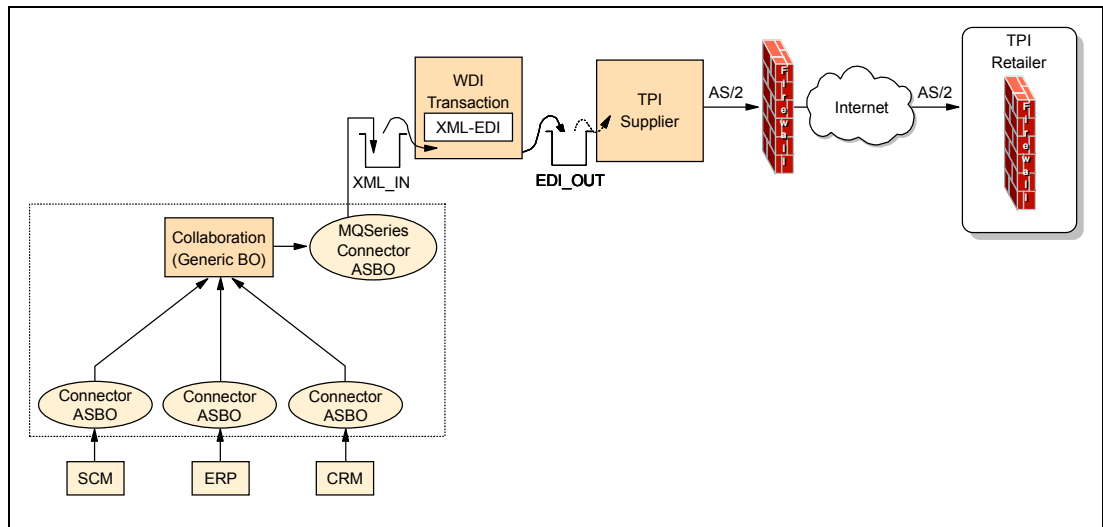 WDI
Transaction
XML-EDI
XML_IN
EDI_OUT
TPI
Supplier
AS/2
Firewall
Internet
AS/2
TPI
Retailer
Firewall
Collaboration
(Generic BO)
MQSeries
Connector
ASBO
Connector
ASBO
Connector
ASBO
Connector
ASBO
SCM
ERP
CRM